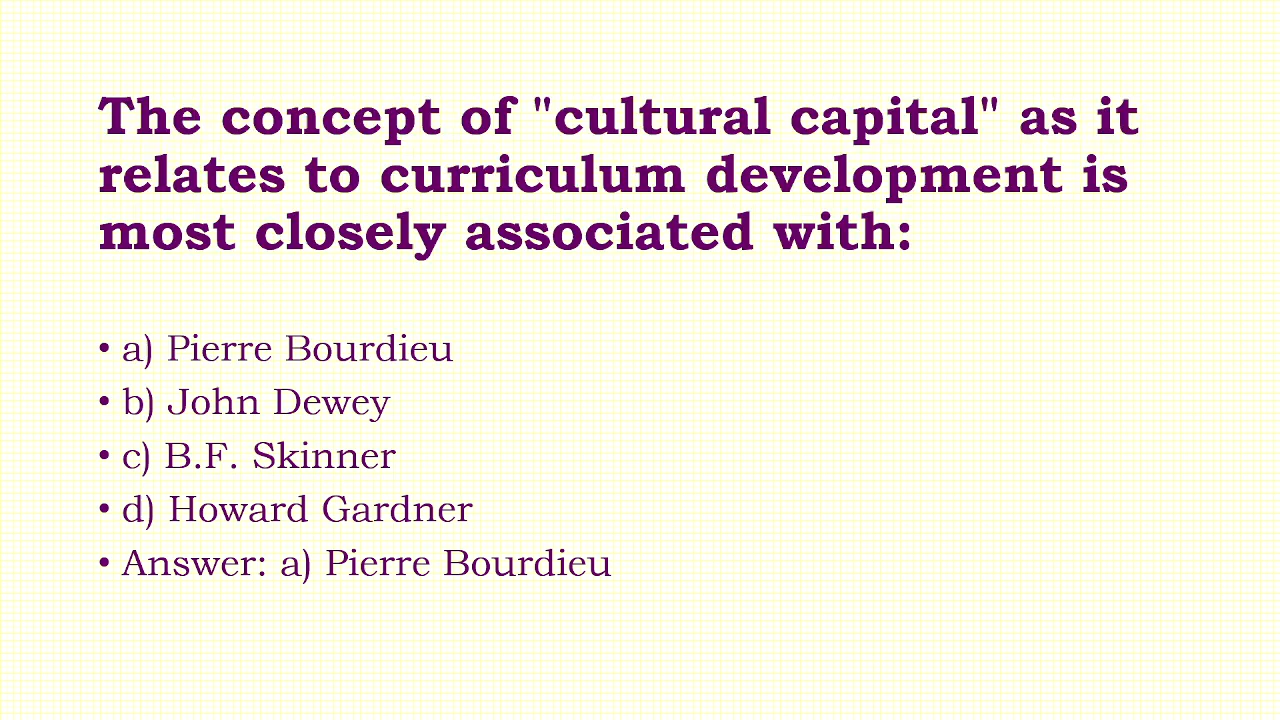 The concept of "cultural capital" as it
relates to curriculum development is
most closely associated with:
• a) Pierre Bourdieu
• b) John Dewey
• c) B.F. Skinner
• d) Howard Gardner
• Answer: a) Pierre Bourdieu